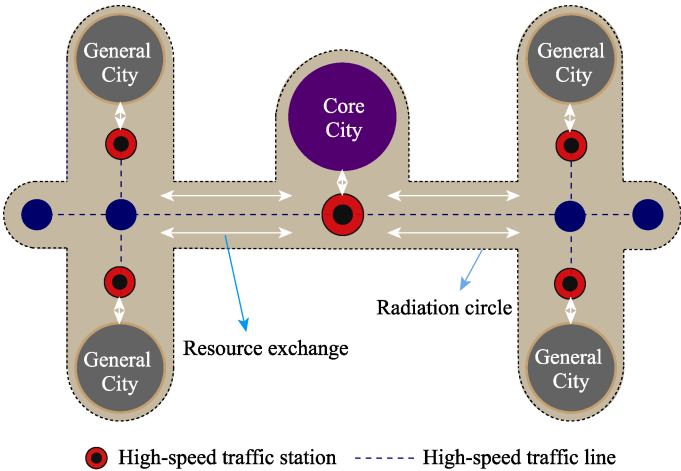 General
City
General
City
Core
City
Radiation circle
Resource exchange
General
City
General
City
High-speed traffic station
High-speed traffic line